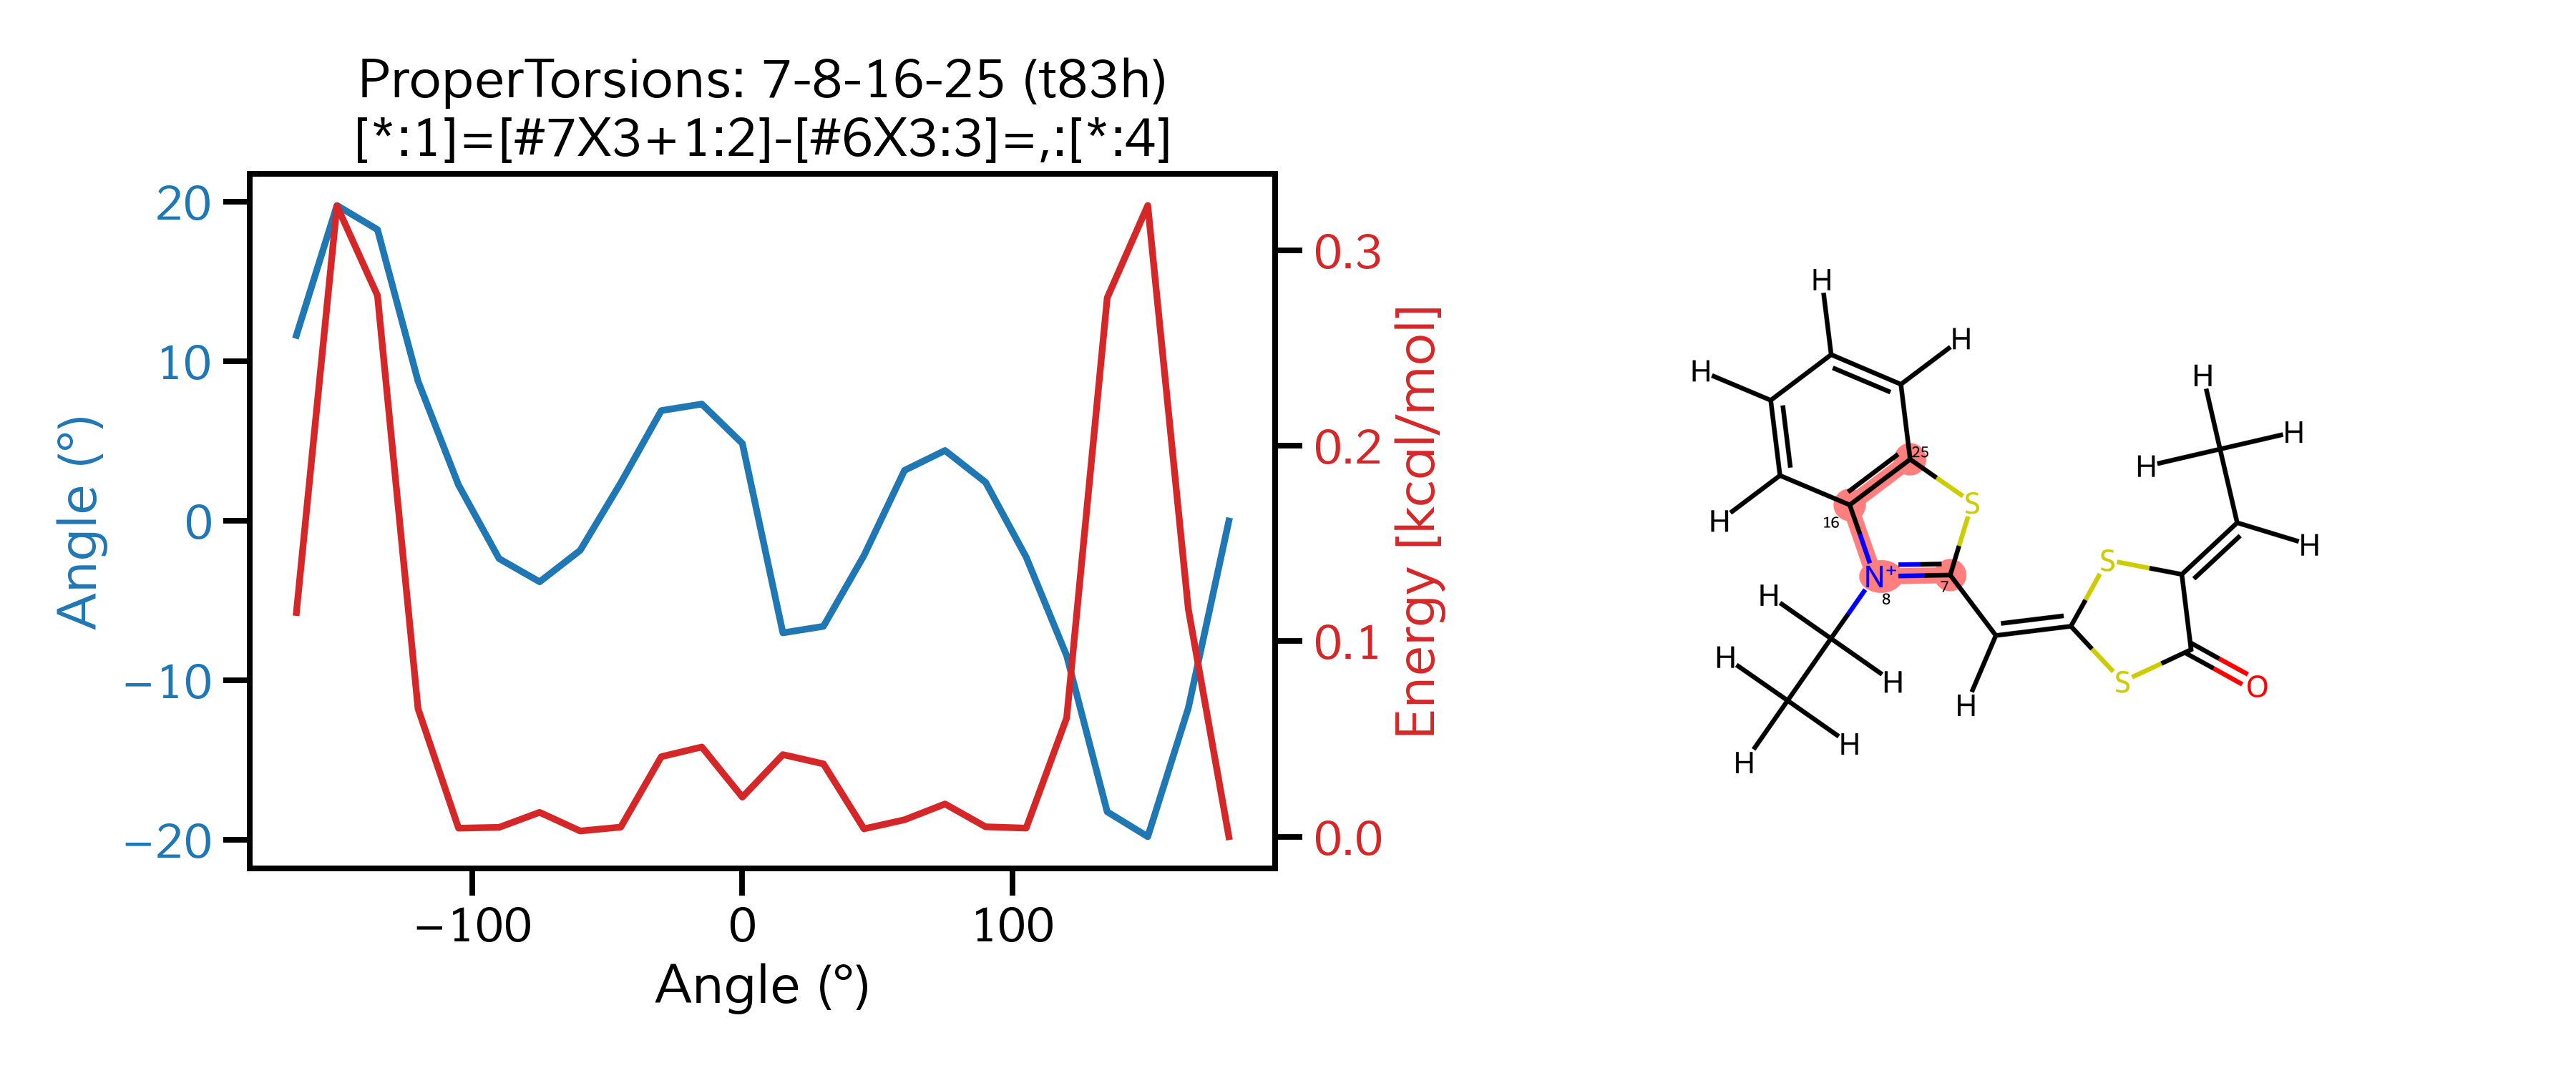 ProperTorsions: 7-8-16-25 (t83h)
[*:1]=[#7X3+1:2]-[#6X3:3]=,:[*:4]
20
10
0
−10
−20
Angle (°)
0.3
0.2
0.1
0.0
Energy [kcal/mol]
−100
0
100
Angle (°)
H
H
H
H
H
H
H
25
S
16
H
H
S
N+
7
8
H
H
H
S
O
H
H
H